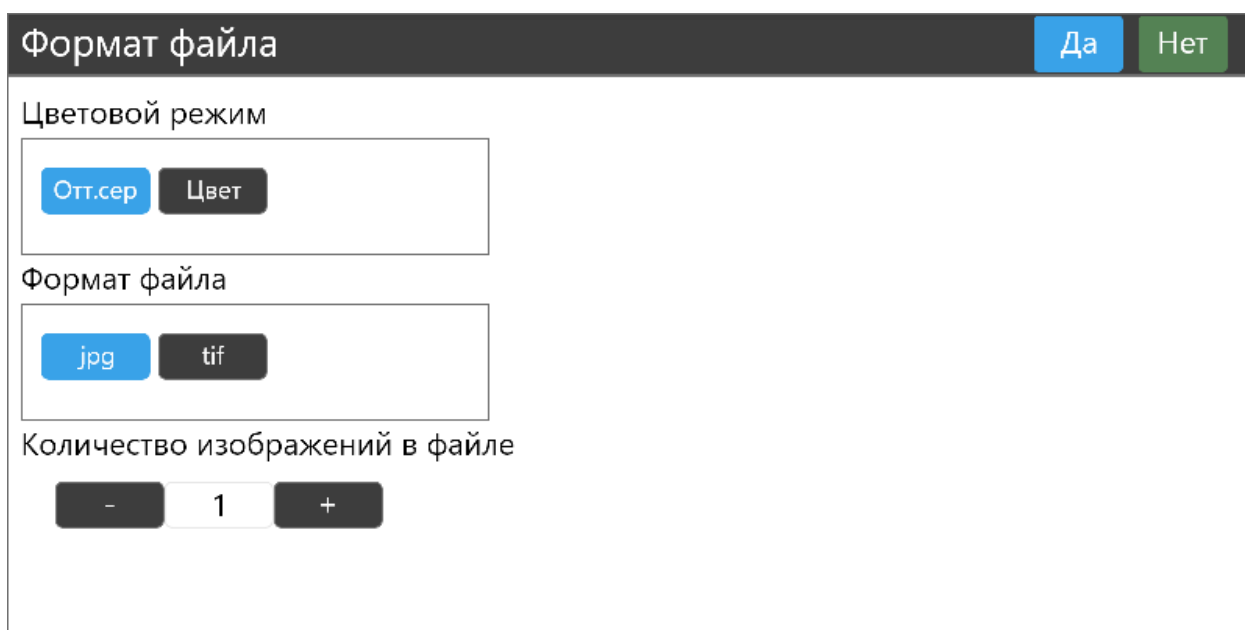 Формат файла Да Нет
Цветовой режим
Отт.сер Цвет
Формат файла
jpg tif
Количество изображений в файле
- 1 +